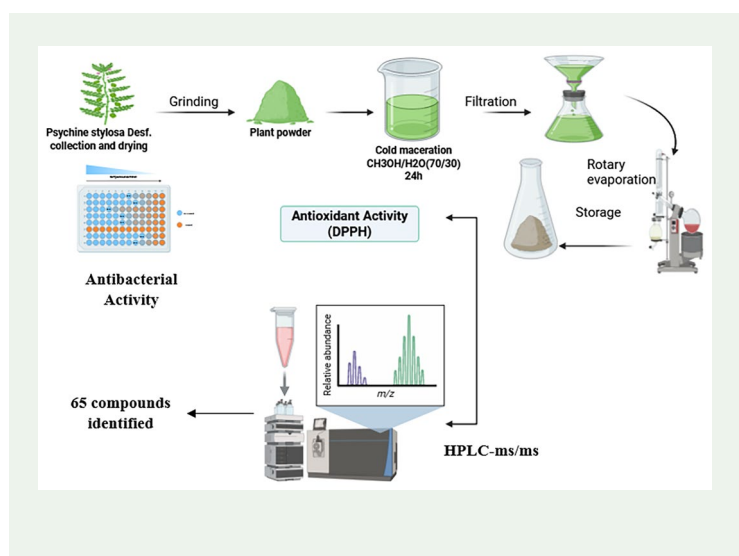 Grinding
Filtration
Psychine stylosa Desf.
collection and drying
Plant powder
Cold maceration
CH3OH/H2O(70/30)
24h
Rotary
evaporation
Storage
Antioxidant Activity
(DPPH)
Antibacterial
Activity
Relative abundance
m/z
65 compounds
identified
HPLC-ms/ms